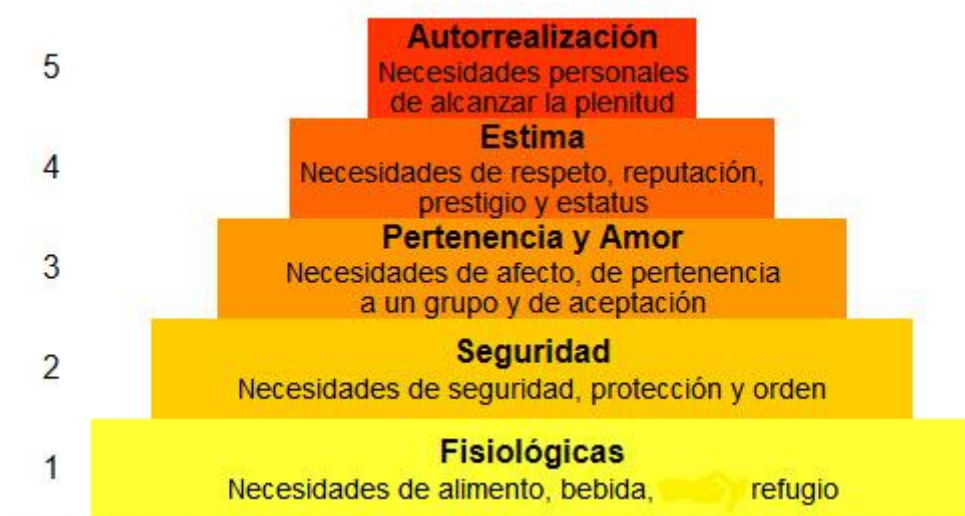 5
Autorrealización
Necesidades personales
de alcanzar la plenitud
4
Estima
Necesidades de respeto, reputación,
prestigio y estatus
3
Pertenencia y Amor
Necesidades de afecto, de pertenencia
a un grupo y de aceptación
2
Seguridad
Necesidades de seguridad, protección y orden
1
Fisiológicas
Necesidades de alimento, bebida, refugio